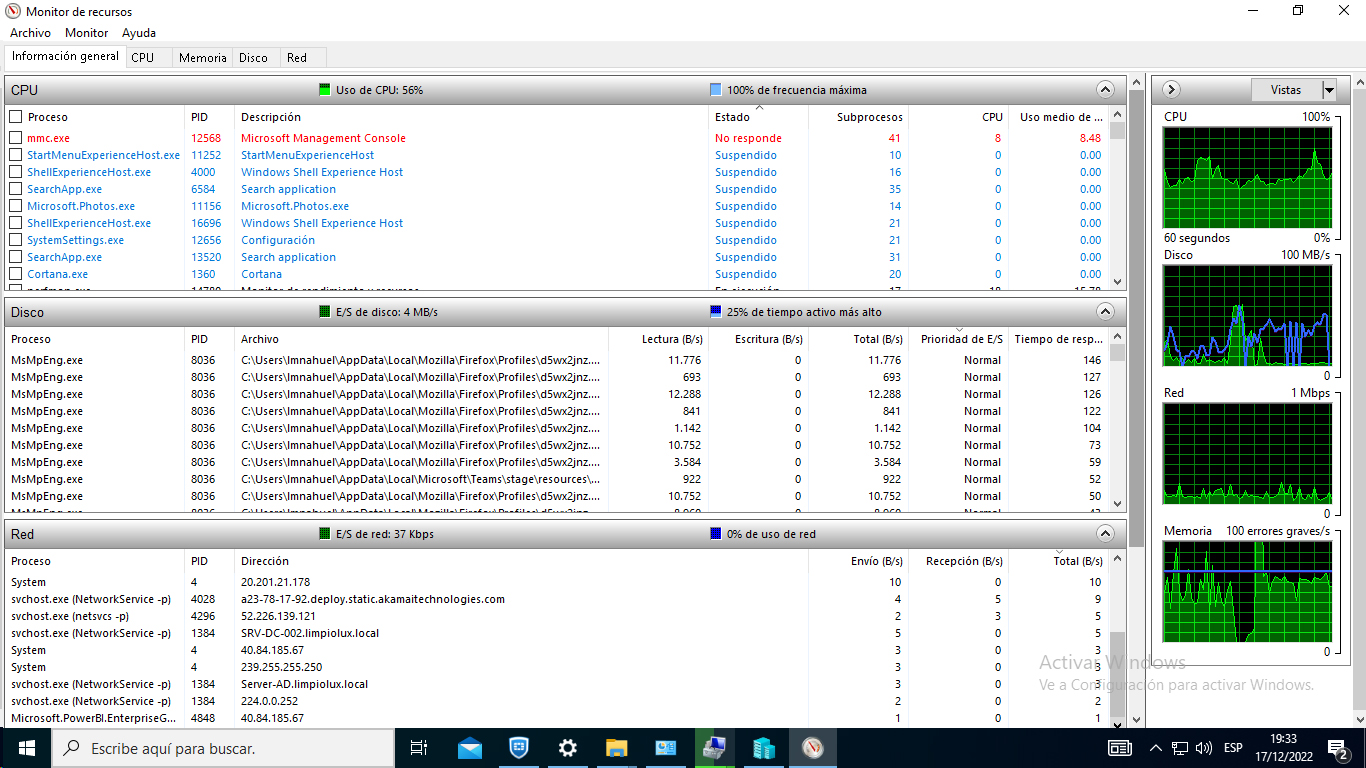 Monitor de recursos
Archivo Monitor Ayuda
Información general CPU Memoria Disco Red
CPU Uso de CPU: 56% 100% de frecuencia máxima
Proceso PID Descripción Estado Subprocesos CPU Uso medio de ...
mmc.exe 12568 Microsoft Management Console No responde 41 8 8.48
StartMenuExperienceHost.exe 11252 StartMenuExperienceHost Suspendido 10 0 0.00
ShellExperienceHost.exe 4000 Windows Shell Experience Host Suspendido 16 0 0.00
SearchApp.exe 6584 Search application Suspendido 35 0 0.00
Microsoft.Photos.exe 11156 Microsoft.Photos.exe Suspendido 14 0 0.00
ShellExperienceHost.exe 16696 Windows Shell Experience Host Suspendido 21 0 0.00
SystemSettings.exe 12656 Configuración Suspendido 21 0 0.00
SearchApp.exe 13520 Search application Suspendido 31 0 0.00
Cortana.exe 1360 Cortana Suspendido 20 0 0.00
Disco E/S de disco: 4 MB/s 25% de tiempo activo más alto
Proceso PID Archivo Lectura (B/s) Escritura (B/s) Total (B/s) Prioridad de E/S Tiempo de resp...
MsMpEng.exe 8036 C:\Users\lmnahuel\AppData\Local\Mozilla\Firefox\Profiles\d5wx2jnz.... 11.776 0 11.776 Normal 146
MsMpEng.exe 8036 C:\Users\lmnahuel\AppData\Local\Mozilla\Firefox\Profiles\d5wx2jnz.... 693 0 693 Normal 127
MsMpEng.exe 8036 C:\Users\lmnahuel\AppData\Local\Mozilla\Firefox\Profiles\d5wx2jnz.... 12.288 0 12.288 Normal 126
MsMpEng.exe 8036 C:\Users\lmnahuel\AppData\Local\Mozilla\Firefox\Profiles\d5wx2jnz.... 841 0 841 Normal 122
MsMpEng.exe 8036 C:\Users\lmnahuel\AppData\Local\Mozilla\Firefox\Profiles\d5wx2jnz.... 1.142 0 1.142 Normal 104
MsMpEng.exe 8036 C:\Users\lmnahuel\AppData\Local\Mozilla\Firefox\Profiles\d5wx2jnz.... 10.752 0 10.752 Normal 73
MsMpEng.exe 8036 C:\Users\lmnahuel\AppData\Local\Mozilla\Firefox\Profiles\d5wx2jnz.... 3.584 0 3.584 Normal 59
MsMpEng.exe 8036 C:\Users\lmnahuel\AppData\Local\Microsoft\Teams\stage\resources\... 922 0 922 Normal 52
MsMpEng.exe 8036 C:\Users\lmnahuel\AppData\Local\Mozilla\Firefox\Profiles\d5wx2jnz.... 10.752 0 10.752 Normal 50
Red E/S de red: 37 Kbps 0% de uso de red
Proceso PID Dirección Envío (B/s) Recepción (B/s) Total (B/s)
System 4 20.201.21.178 10 0 10
svchost.exe (NetworkService -p) 4028 a23-78-17-92.deploy.static.akamaitechnologies.com 4 5 9
svchost.exe (netsvcs -p) 4296 52.226.139.121 2 3 5
svchost.exe (NetworkService -p) 1384 SRV-DC-002.limpiolux.local 5 0 5
System 4 40.84.185.67 3 0 3
System 4 239.255.255.250 3 0 3
svchost.exe (NetworkService -p) 1384 Server-AD.limpiolux.local 3 0 3
svchost.exe (NetworkService -p) 1384 224.0.0.252 2 0 2
Microsoft.PowerBI.EnterpriseG... 4848 40.84.185.67 1 0 1
Vistas
CPU 100%
60 segundos 0%
Disco 100 MB/s
0
Red 1 Mbps
0
Memoria 100 errores graves/s
0
Activar Windows
Ve a Configuración para activar Windows.
Escribe aquí para buscar.
ESP
19:33
17/12/2022
2